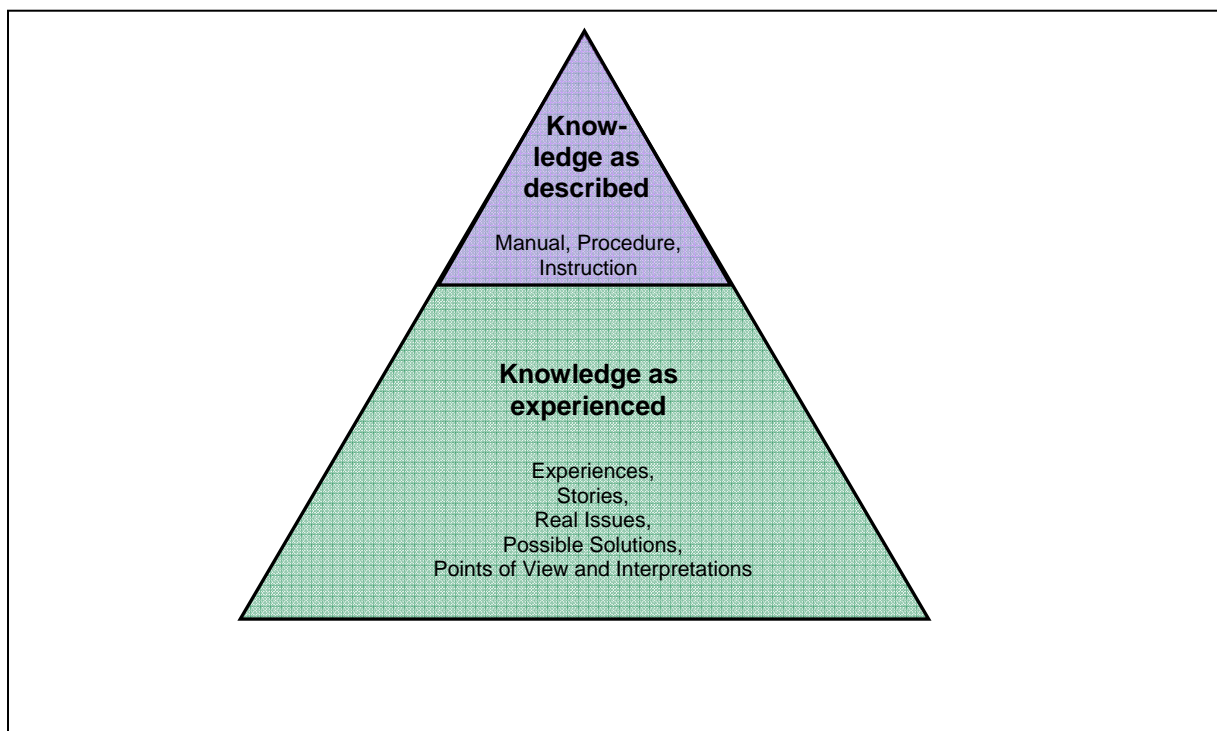 Know-
ledge as
described
Manual, Procedure,
Instruction
Knowledge as
experienced
Experiences,
Stories,
Real Issues,
Possible Solutions,
Points of View and Interpretations